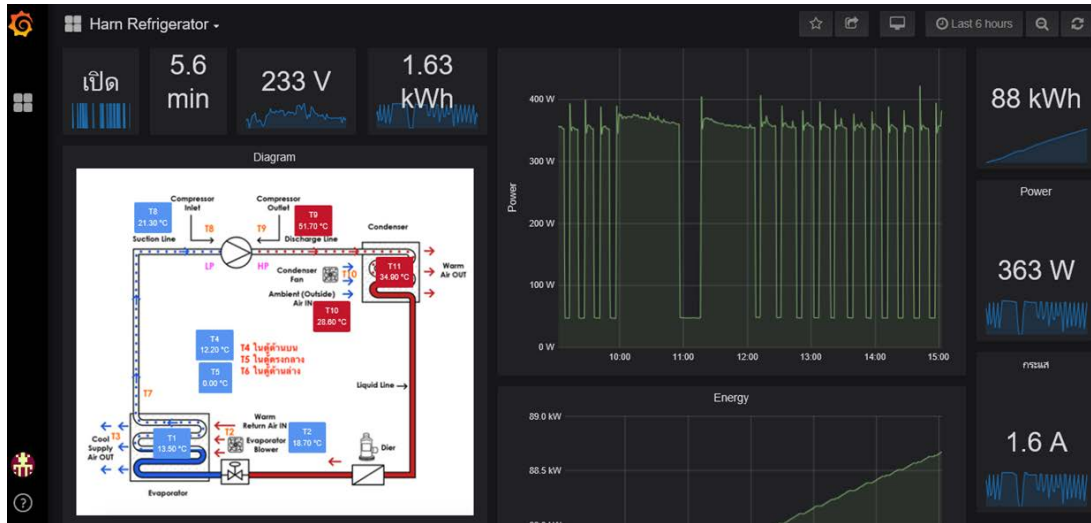 Harn Refrigerator
Last 6 hours
เปิด
5.6
min
233 V
1.63
kWh
Diagram
T8
21.30 °C
Suction Line
Compressor
Inlet
T8
LP
Compressor
Outlet
T9
HP
T9
51.70 °C
Discharge Line
Condenser
T11
34.90 °C
Condenser
Fan
T10
Warm
Air OUT
Ambient (Outside)
Air IN
T10
28.60 °C
T4
12.20 °C
T5
0.00 °C
T4 ในตู้ด้านบน
T5 ในตู้ตรงกลาง
T6 ในตู้ด้านล่าง
Liquid Line
T7
Cool
Supply
Air OUT
T3
T1
13.50 °C
Evaporator
Warm
Return Air IN
T2
Evaporator
Blower
T2
18.70 °C
Dier
Power
400 W
300 W
200 W
100 W
0 W
10:00 11:00 12:00 13:00 14:00 15:00
Energy
89.0 kW
88.5 kW
88 kWh
Power
363 W
กระแส
1.6 A